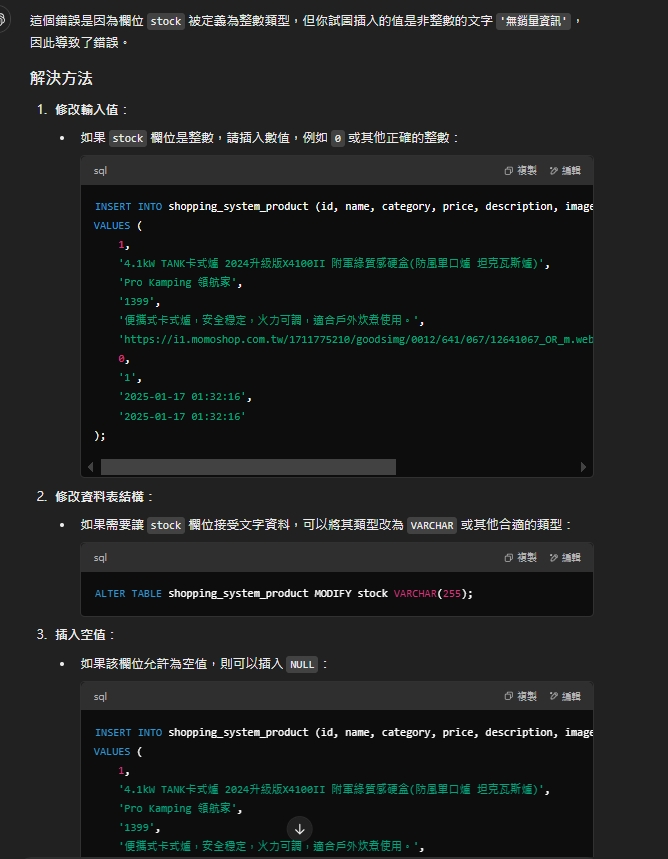 這個錯誤是因為欄位 stock 被定義為整數類型，但你試圖插入的值是非整數的文字 '無銷量資訊'，
因此導致了錯誤。
解決方法
1. 修改輸入值：
• 如果 stock 欄位是整數，請插入數值，例如 0 或其他正確的整數：
sql 複製 編輯
INSERT INTO shopping_system_product (id, name, category, price, description, image
VALUES (
1,
'4.1kW TANK卡式爐 2024升級版X4100II 附軍綠質感硬盒(防風單口爐 坦克瓦斯爐)',
'Pro Kamping 領航家',
'1399',
'便攜式卡式爐，安全穩定，火力可調，適合戶外炊煮使用。',
'https://i1.momoshop.com.tw/1711775210/goodsimg/0012/641/067/12641067_OR_m.web
0,
'1',
'2025-01-17 01:32:16',
'2025-01-17 01:32:16'
);
2. 修改資料表結構：
• 如果需要讓 stock 欄位接受文字資料，可以將其類型改為 VARCHAR 或其他合適的類型：
sql 複製 編輯
ALTER TABLE shopping_system_product MODIFY stock VARCHAR(255);
3. 插入空值：
• 如果該欄位允許為空值，則可以插入 NULL ：
sql 複製 編輯
INSERT INTO shopping_system_product (id, name, category, price, description, image
VALUES (
1,
'4.1kW TANK卡式爐 2024升級版X4100II 附軍綠質感硬盒(防風單口爐 坦克瓦斯爐)',
'Pro Kamping 領航家',
'1399',
'便攜式卡式爐，安全穩定，火力可調，適合戶外炊煮使用。',